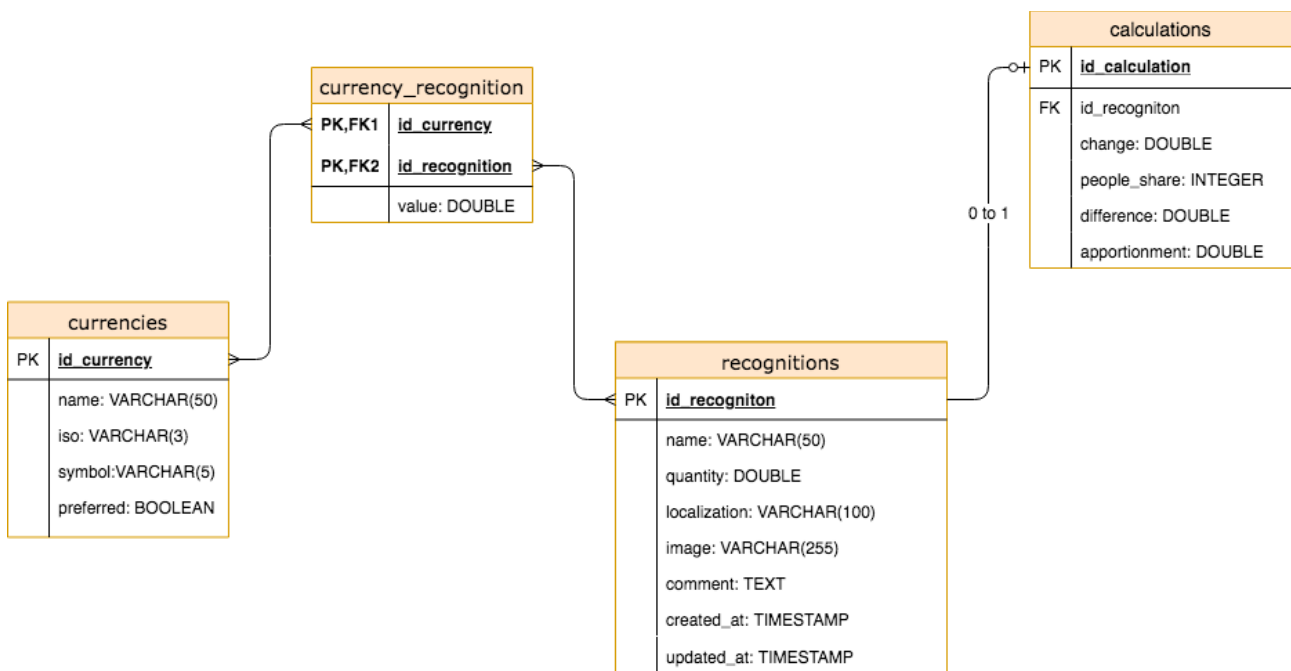 calculations
PK id_calculation
FK id_recogniton
change: DOUBLE
people_share: INTEGER
difference: DOUBLE
apportionment: DOUBLE
currency_recognition
PK,FK1 id_currency
PK,FK2 id_recognition
value: DOUBLE
0 to 1
currencies
PK id_currency
name: VARCHAR(50)
iso: VARCHAR(3)
symbol:VARCHAR(5)
preferred: BOOLEAN
recognitions
PK id_recogniton
name: VARCHAR(50)
quantity: DOUBLE
localization: VARCHAR(100)
image: VARCHAR(255)
comment: TEXT
created_at: TIMESTAMP
updated_at: TIMESTAMP